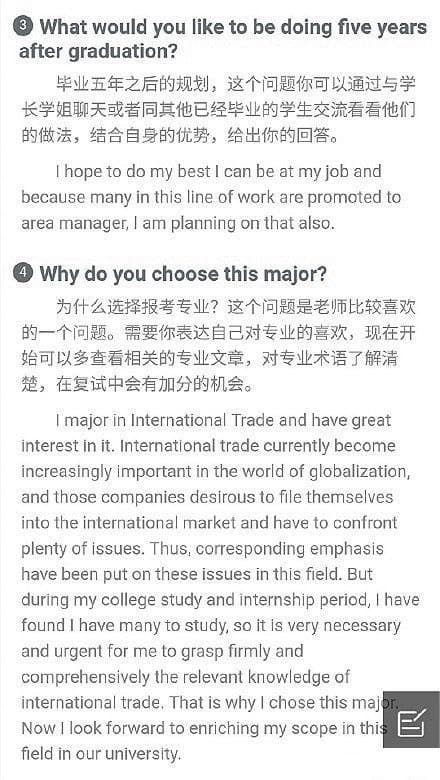 3 What would you like to be doing five years
after graduation?
毕业五年之后的规划，这个问题你可以通过与学
长学姐聊天或者同其他已经毕业的学生交流看看他们
的做法，结合自身的优势，给出你的回答。
I hope to do my best I can be at my job and
because many in this line of work are promoted to
area manager, I am planning on that also.
4 Why do you choose this major?
为什么选择报考专业？这个问题是老师比较喜欢
的一个问题。需要你表达自己对专业的喜欢，现在开
始可以多查看相关的专业文章，对专业术语了解清
楚，在复试中会有加分的机会。
I major in International Trade and have great
interest in it. International trade currently become
increasingly important in the world of globalization,
and those companies desirous to file themselves
into the international market and have to confront
plenty of issues. Thus, corresponding emphasis
have been put on these issues in this field. But
during my college study and internship period, I have
found I have many to study, so it is very necessary
and urgent for me to grasp firmly and
comprehensively the relevant knowledge of
international trade. That is why I chose this major.
Now I look forward to enriching my scope in this
field in our university.